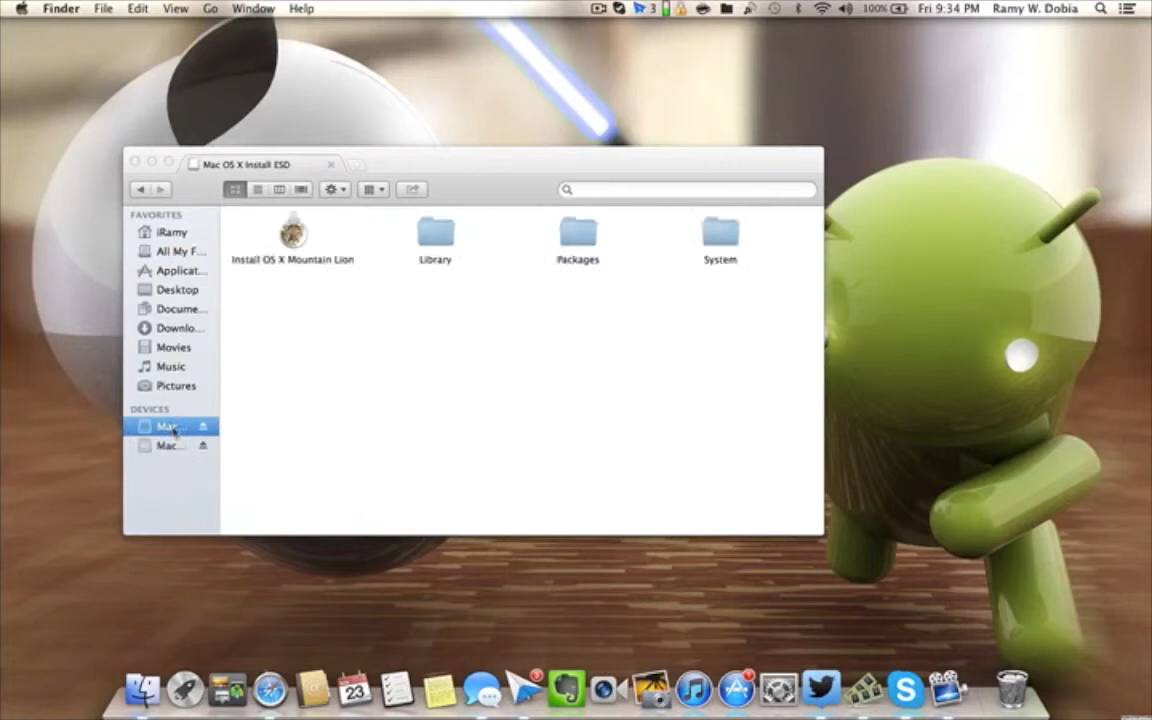 Finder File Edit View Go Window Help 3 100% Fri 9:34 PM Ramy W. Dobia
Mac OS X Install ESD
FAVORITES
iRamy
All My F...
Applicat...
Desktop
Docume...
Downlo...
Movies
Music
Pictures
DEVICES
Mac...
Mac...
Install OS X Mountain Lion
Library
Packages
System
23